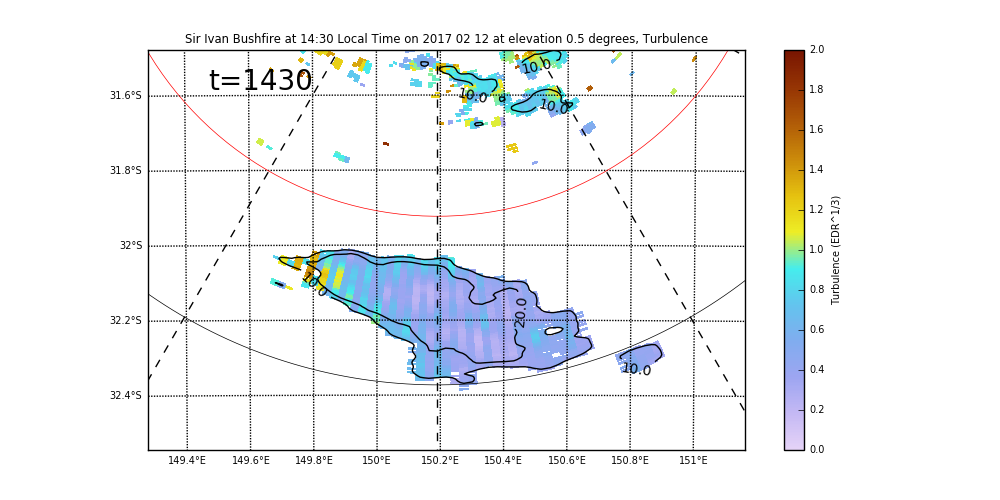 Sir Ivan Bushfire at 14:30 Local Time on 2017 02 12 at elevation 0.5 degrees, Turbulence
t=1430
10.0
10.0
10.0
31.6°S
31.8°S
32°S
32.2°S
32.4°S
10.0
20.0
10.0
149.4°E 149.6°E 149.8°E 150°E 150.2°E 150.4°E 150.6°E 150.8°E 151°E
2.0
1.8
1.6
1.4
1.2
1.0
0.8
0.6
0.4
0.2
0.0
Turbulence (EDR^1/3)